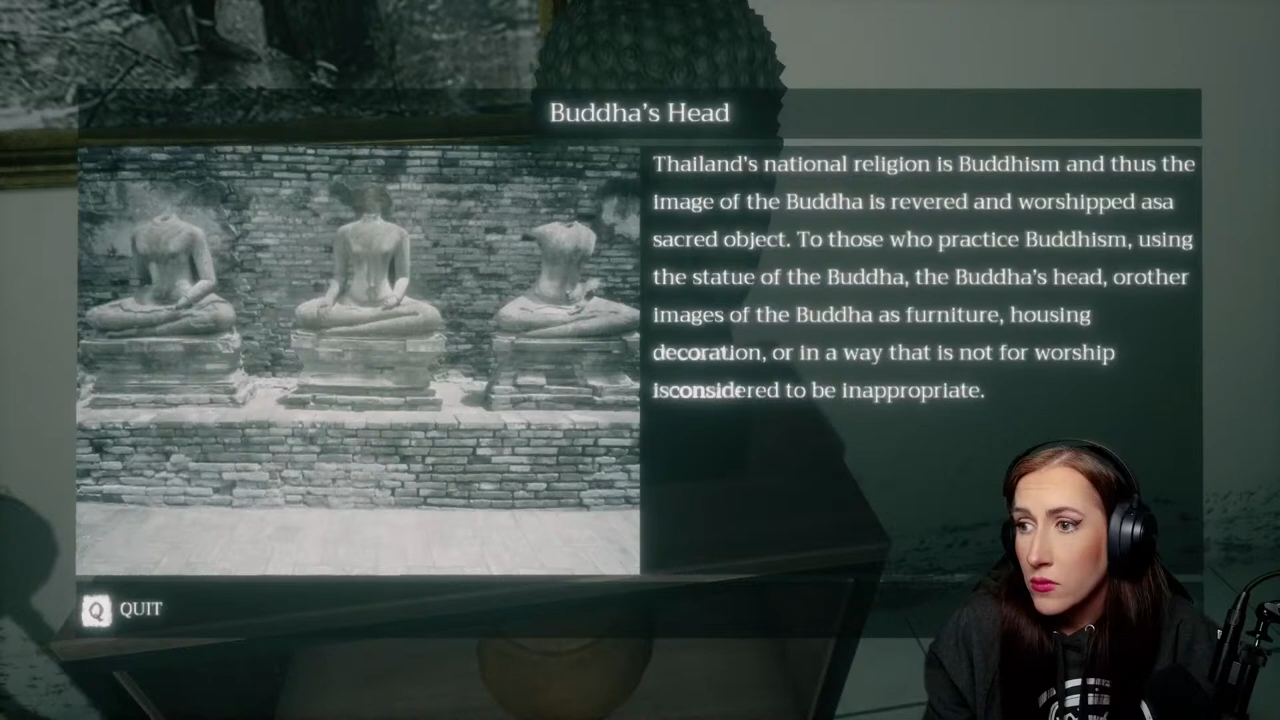 Buddha's Head
Thailand's national religion is Buddhism and thus the
image of the Buddha is revered and worshipped asa
sacred object. To those who practice Buddhism, using
the statue of the Buddha, the Buddha's head, orother
images of the Buddha as furniture, housing
decoration, or in a way that is not for worship
isconsidered to be inappropriate.
Q QUIT